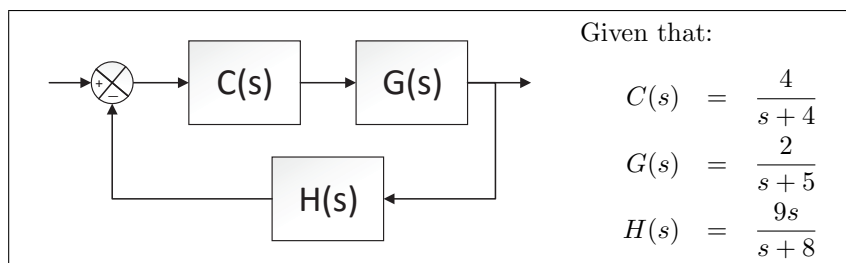 +
−
C(s)
G(s)
H(s)
Given that:
C(s) = 4/(s + 4)
G(s) = 2/(s + 5)
H(s) = 9s/(s + 8)